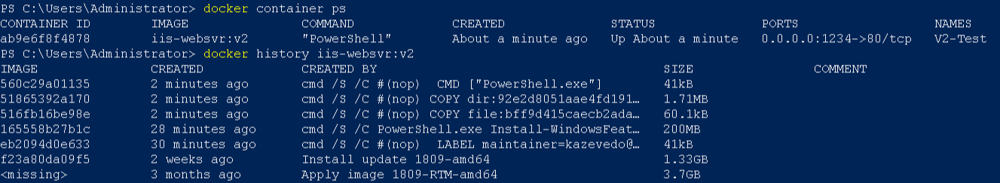 PS C:\Users\Administrator> docker container ps
CONTAINER ID IMAGE COMMAND CREATED STATUS PORTS NAMES
ab9e6f8f4878 iis-websvr:v2 "PowerShell" About a minute ago Up About a minute 0.0.0.0:1234->80/tcp V2-Test
PS C:\Users\Administrator> docker history iis-websvr:v2
IMAGE CREATED CREATED BY SIZE COMMENT
560c29a01135 2 minutes ago cmd /S /C #(nop) CMD ["PowerShell.exe"] 41kB
51865392a170 2 minutes ago cmd /S /C #(nop) COPY dir:92e2d8051aae4fd191… 1.71MB
516fb16be98e 2 minutes ago cmd /S /C #(nop) COPY file:bff9d415caecb2ada… 60.1kB
165558b27b1c 28 minutes ago cmd /S /C PowerShell.exe Install-WindowsFeat… 200MB
eb2094d0e633 30 minutes ago cmd /S /C #(nop) LABEL maintainer=kazevedo@… 41kB
f23a80da09f5 2 weeks ago Install update 1809-amd64 1.33GB
<missing> 3 months ago Apply image 1809-RTM-amd64 3.7GB